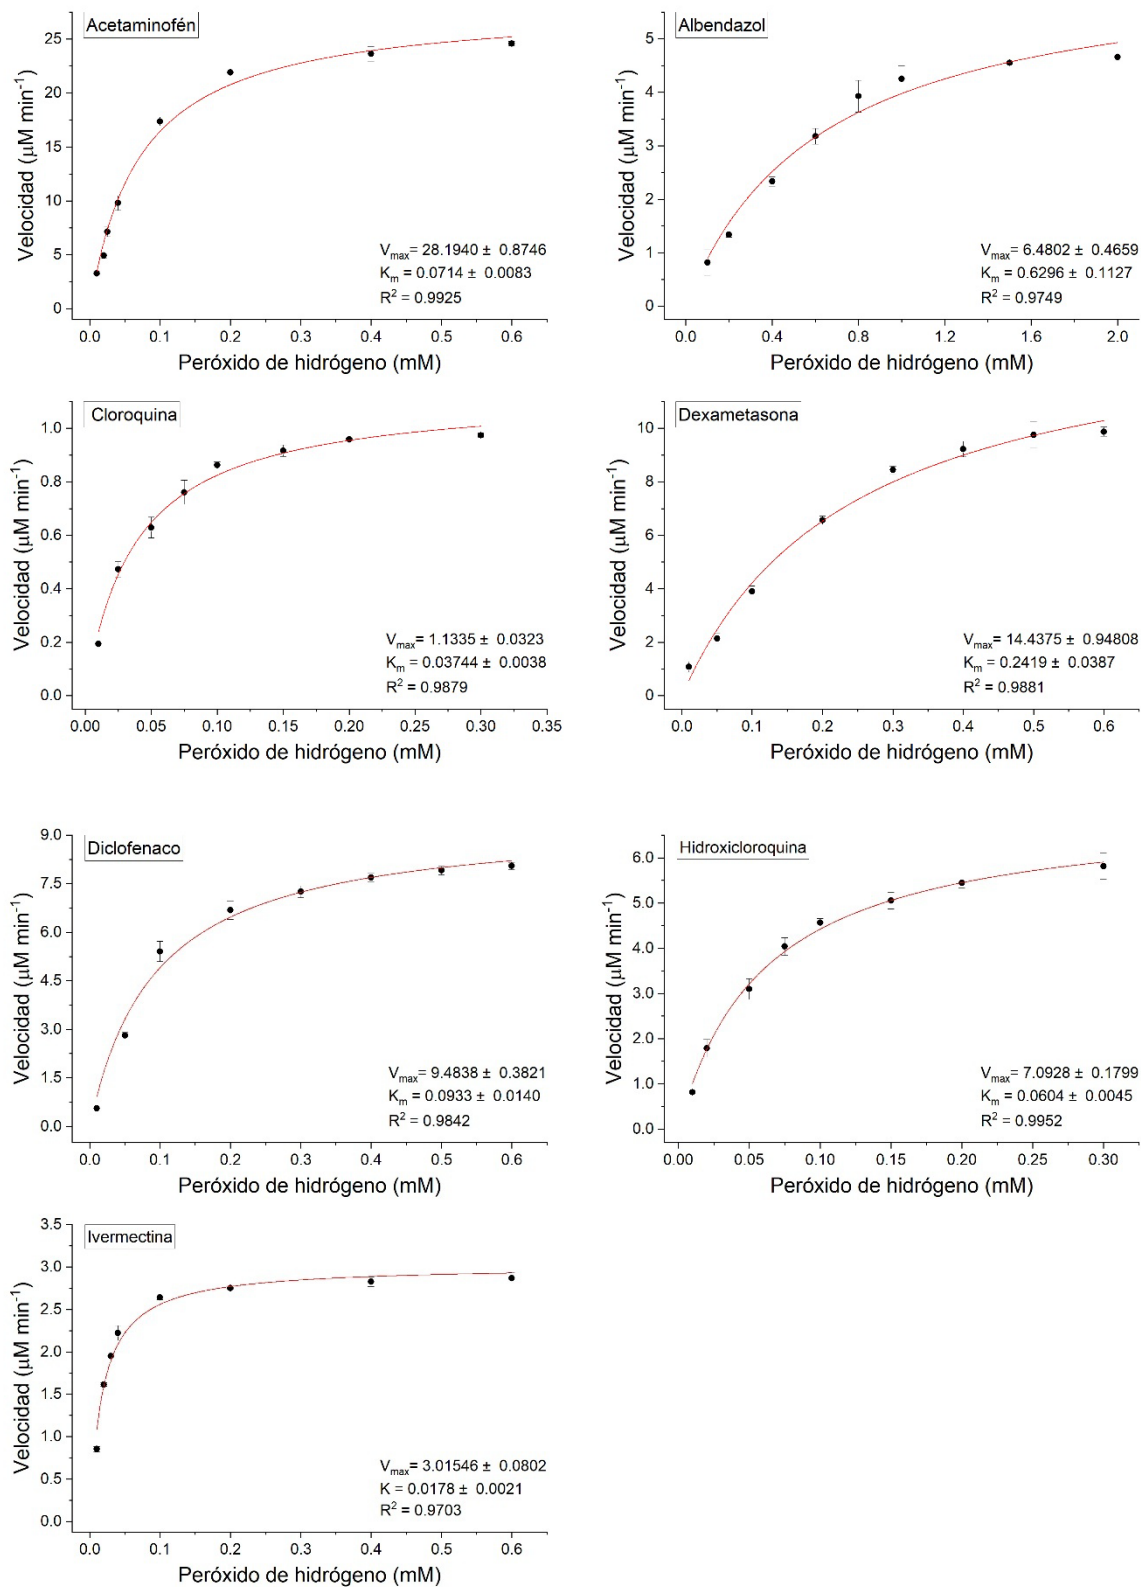 Acetaminofén
Velocidad (μM min⁻¹)
25
20
15
10
5
0
V_max= 28.1940 ± 0.8746
K_m = 0.0714 ± 0.0083
R² = 0.9925
0.0 0.1 0.2 0.3 0.4 0.5 0.6
Peróxido de hidrógeno (mM)
Albendazol
Velocidad (μM min⁻¹)
5
4
3
2
1
0
V_max= 6.4802 ± 0.4659
K_m = 0.6296 ± 0.1127
R² = 0.9749
0.0 0.4 0.8 1.2 1.6 2.0
Peróxido de hidrógeno (mM)
Cloroquina
Velocidad (μM min⁻¹)
1.0
0.8
0.6
0.4
0.2
0.0
V_max= 1.1335 ± 0.0323
K_m = 0.03744 ± 0.0038
R² = 0.9879
0.00 0.05 0.10 0.15 0.20 0.25 0.30 0.35
Peróxido de hidrógeno (mM)
Dexametasona
Velocidad (μM min⁻¹)
10
8
6
4
2
0
V_max= 14.4375 ± 0.94808
K_m = 0.2419 ± 0.0387
R² = 0.9881
0.0 0.1 0.2 0.3 0.4 0.5 0.6
Peróxido de hidrógeno (mM)
Diclofenaco
Velocidad (μM min⁻¹)
9.0
7.5
6.0
4.5
3.0
1.5
0.0
V_max= 9.4838 ± 0.3821
K_m = 0.0933 ± 0.0140
R² = 0.9842
0.0 0.1 0.2 0.3 0.4 0.5 0.6
Peróxido de hidrógeno (mM)
Hidroxicloroquina
Velocidad (μM min⁻¹)
6.0
5.0
4.0
3.0
2.0
1.0
0.0
V_max= 7.0928 ± 0.1799
K_m = 0.0604 ± 0.0045
R² = 0.9952
0.00 0.05 0.10 0.15 0.20 0.25 0.30
Peróxido de hidrógeno (mM)
Ivermectina
Velocidad (μM min⁻¹)
3.5
3.0
2.5
2.0
1.5
1.0
0.5
0.0
V_max= 3.01546 ± 0.0802
K = 0.0178 ± 0.0021
R² = 0.9703
0.0 0.1 0.2 0.3 0.4 0.5 0.6
Peróxido de hidrógeno (mM)